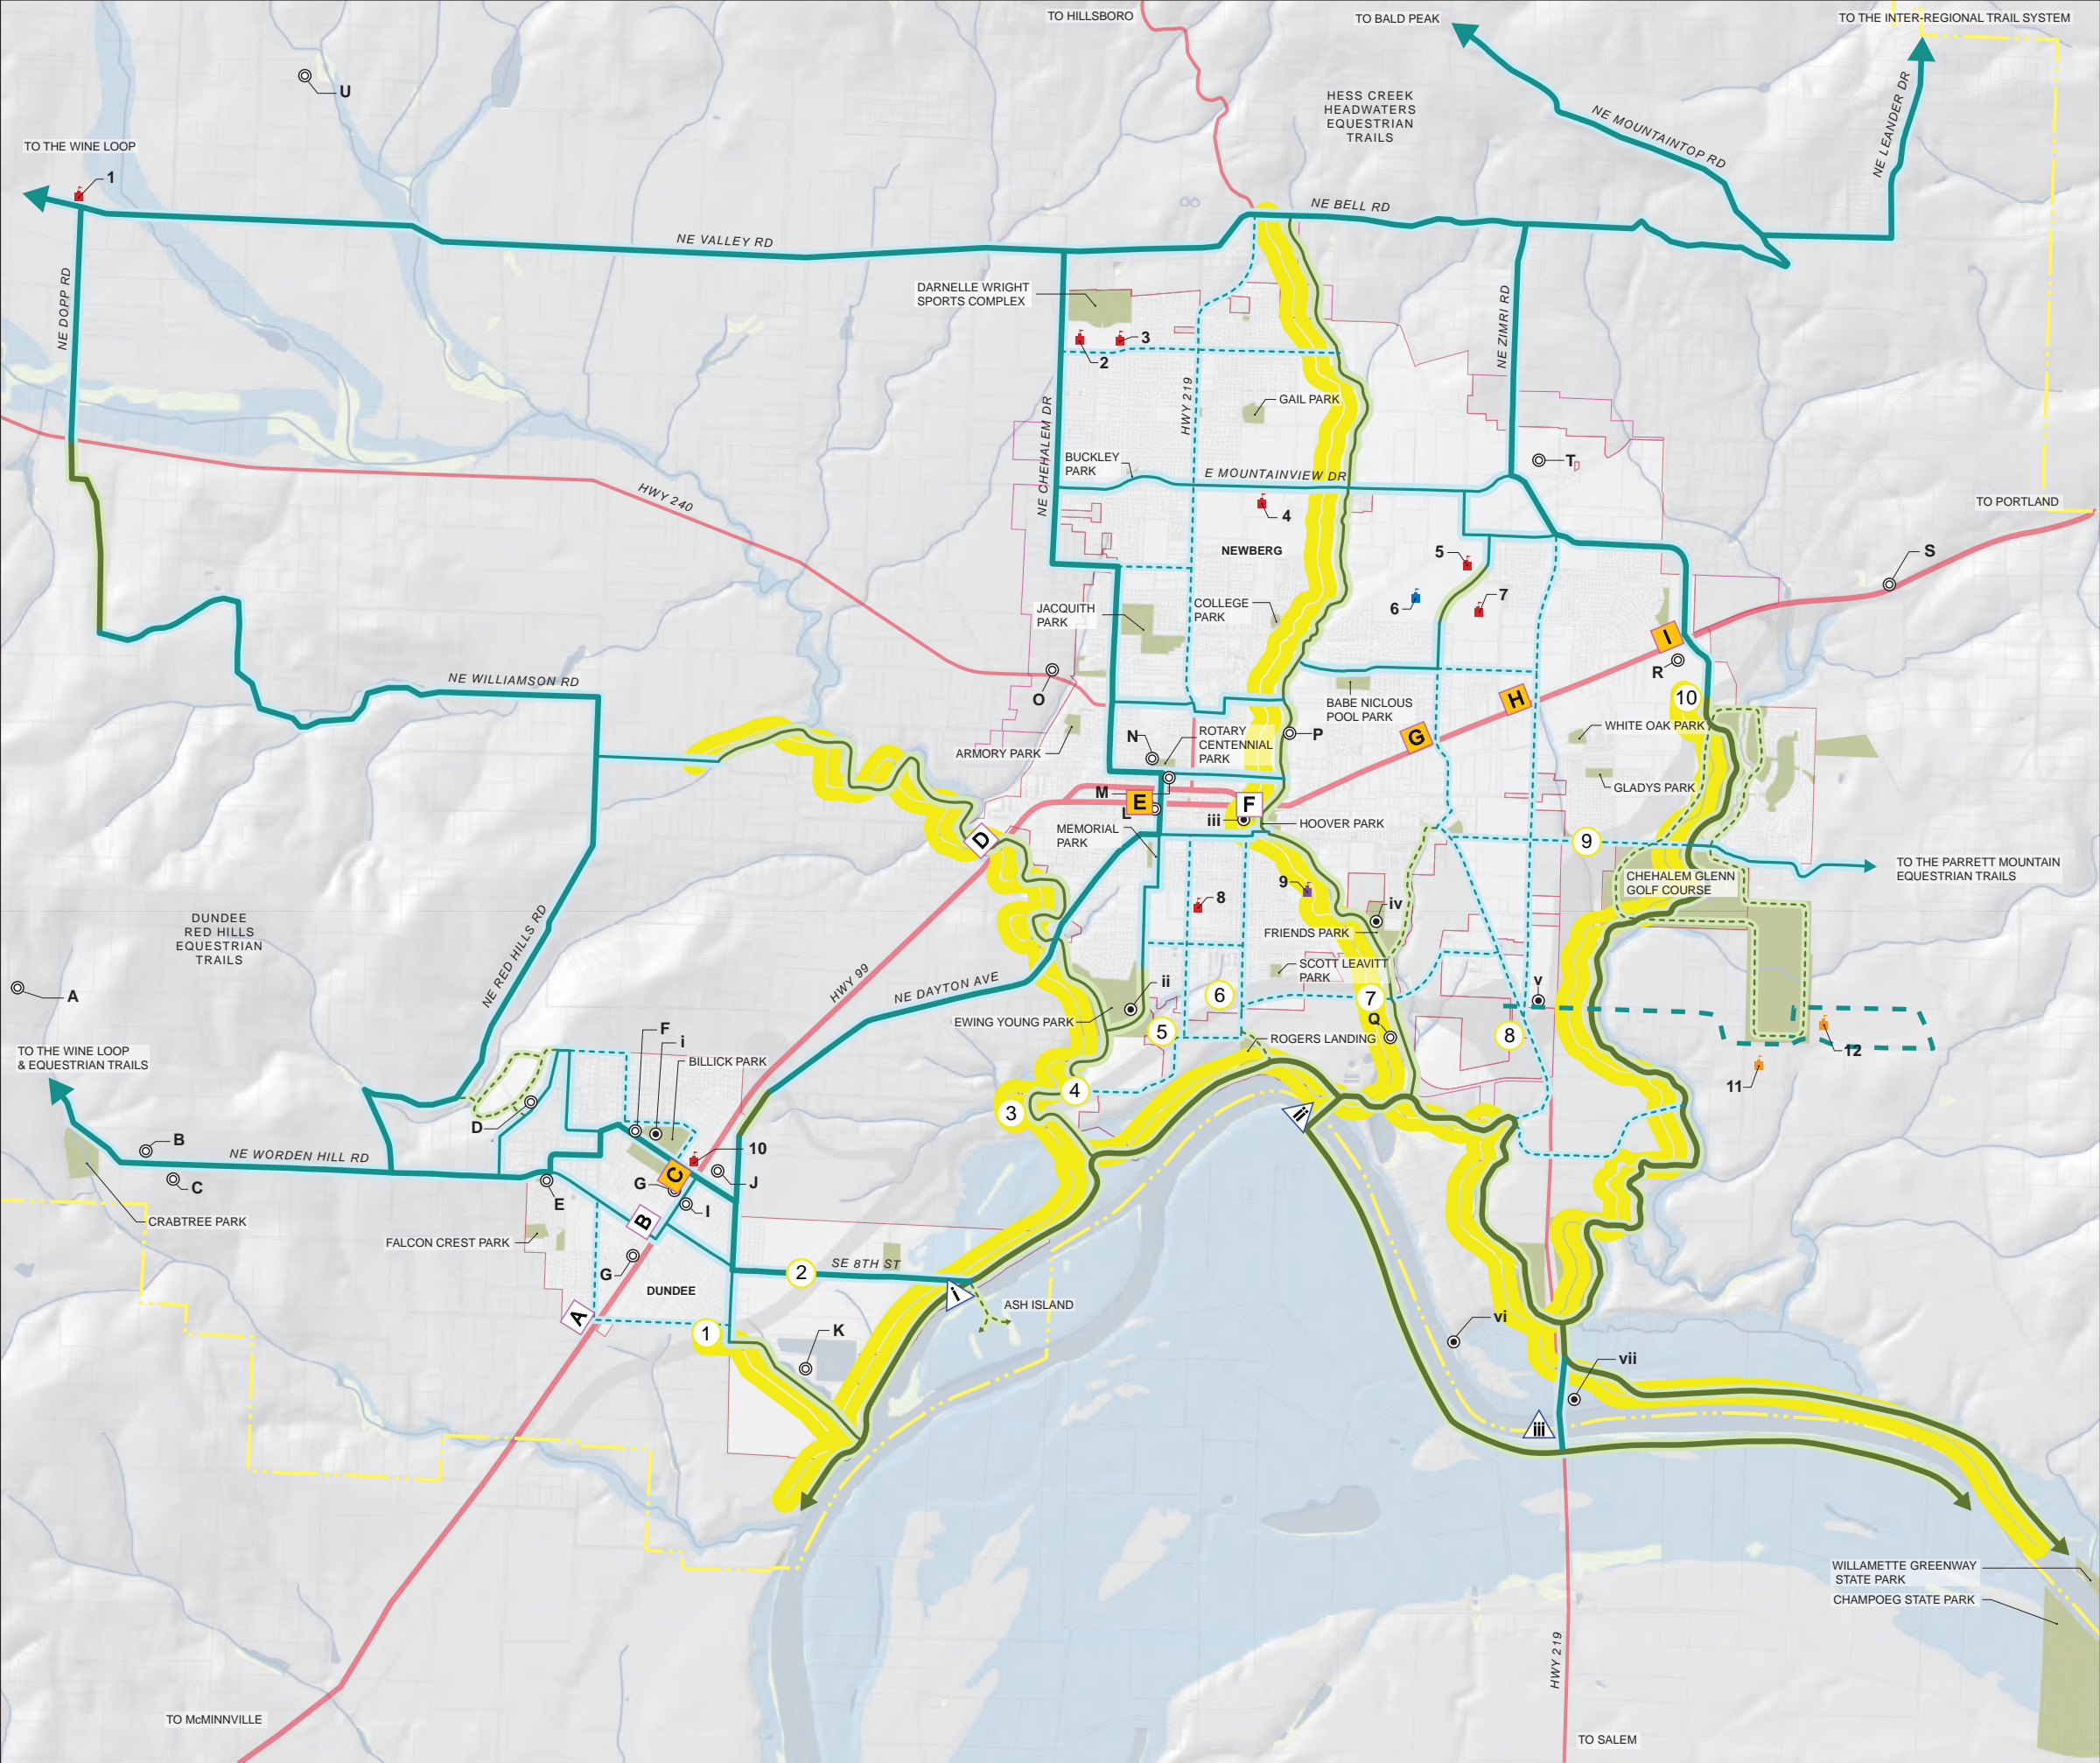 TO HILLSBORO
TO BALD PEAK
TO THE INTER-REGIONAL TRAIL SYSTEM
U
HESS CREEK
HEADWATERS
EQUESTRIAN
TRAILS
NE MOUNTAINTOP RD
NE LEANDER DR
TO THE WINE LOOP
1
NE VALLEY RD
NE BELL RD
NE DOPP RD
DARNELLE WRIGHT
SPORTS COMPLEX
NE ZIMRI RD
3
2
HWY 219
GAIL PARK
NE CHEHALEM DR
BUCKLEY
PARK
E MOUNTAINVIEW DR
T
HWY 240
4
TO PORTLAND
NEWBERG
5
S
6
7
JACQUITH
PARK
COLLEGE
PARK
I
R
NE WILLIAMSON RD
O
BABE NICLOUS
POOL PARK
H
10
WHITE OAK PARK
ARMORY PARK
N
ROTARY
CENTENNIAL
PARK
P
G
GLADYS PARK
M
E
L
F
iii
HOOVER PARK
MEMORIAL
PARK
D
9
TO THE PARRETT MOUNTAIN
EQUESTRIAN TRAILS
CHEHALEM GLENN
GOLF COURSE
9
8
iv
DUNDEE
RED HILLS
EQUESTRIAN
TRAILS
NE RED HILLS RD
FRIENDS PARK
SCOTT LEAVITT
PARK
A
HWY 99
NE DAYTON AVE
ii
6
7
v
EWING YOUNG PARK
5
Q
8
F
i
ROGERS LANDING
12
11
TO THE WINE LOOP
& EQUESTRIAN TRAILS
BILLICK PARK
4
3
D
ii
B
NE WORDEN HILL RD
10
C
C
G
J
E
I
CRABTREE PARK
B
FALCON CREST PARK
G
2
SE 8TH ST
DUNDEE
i
ASH ISLAND
A
1
K
vi
vii
iii
WILLAMETTE GREENWAY
STATE PARK
CHAMPOEG STATE PARK
HWY 219
TO McMINNVILLE
TO SALEM